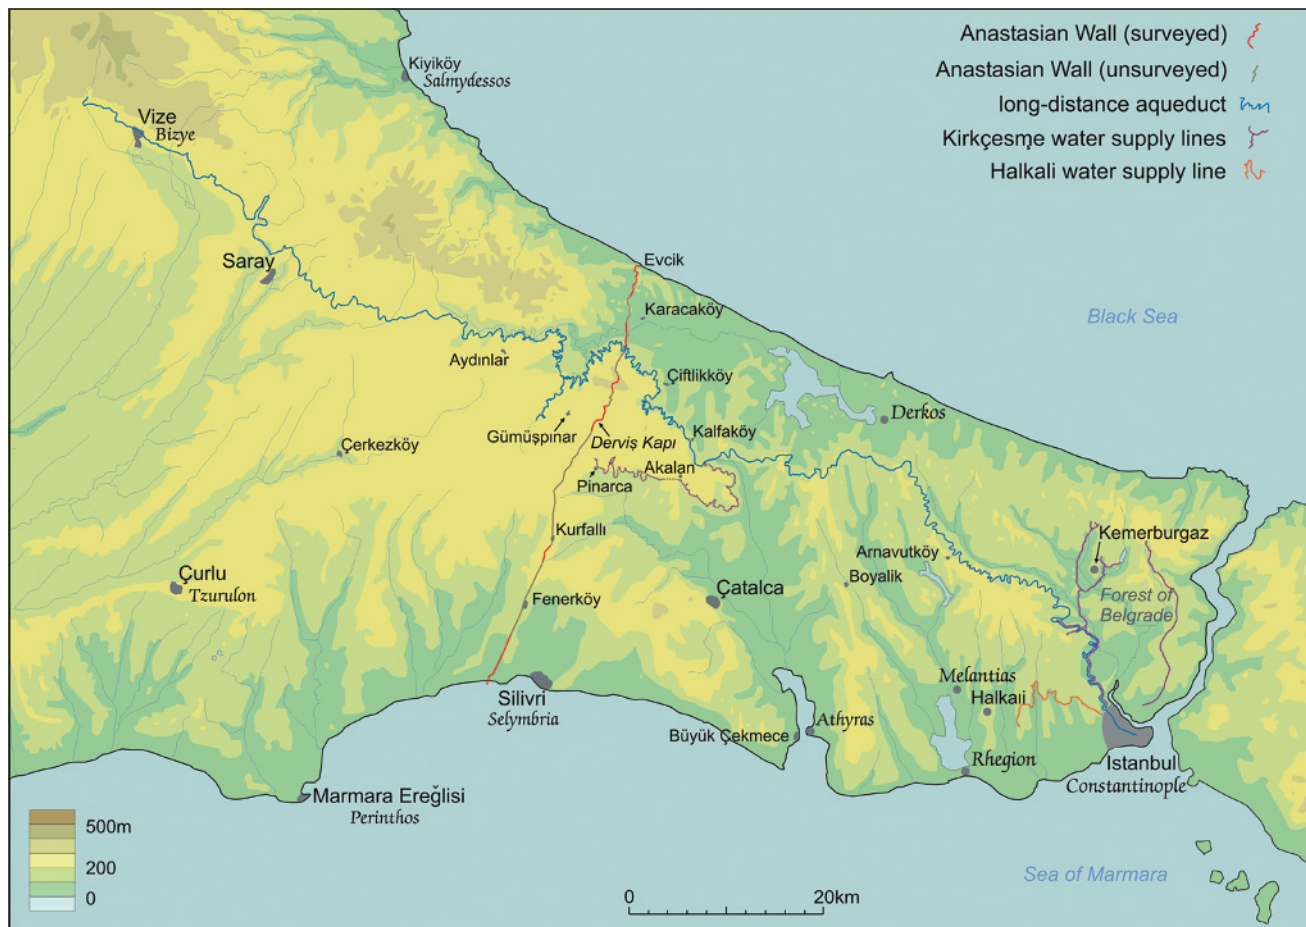 Anastasian Wall (surveyed)
Anastasian Wall (unsurveyed)
long-distance aqueduct
Kirkçesme water supply lines
Halkali water supply line
Kiyiköy
Salmydessos
Vize
Bizye
Saray
Evcik
Karacaköy
Black Sea
Aydınlar
Çiftlikköy
Derkos
Gümüşpınar
Derviş Kapı
Kalfaköy
Çerkezköy
Akalan
Pinarca
Kurfallı
Kemerburgaz
Arnavutköy
Boyalik
Forest of
Belgrade
Çurlu
Tzurulon
Fenerköy
Çatalca
Melantias
Halkalı
Silivri
Selymbria
Büyük Çekmece
Athyras
Rhegion
Istanbul
Constantinople
Marmara Ereğlisi
Perinthos
500m
200
0
0 20km
Sea of Marmara